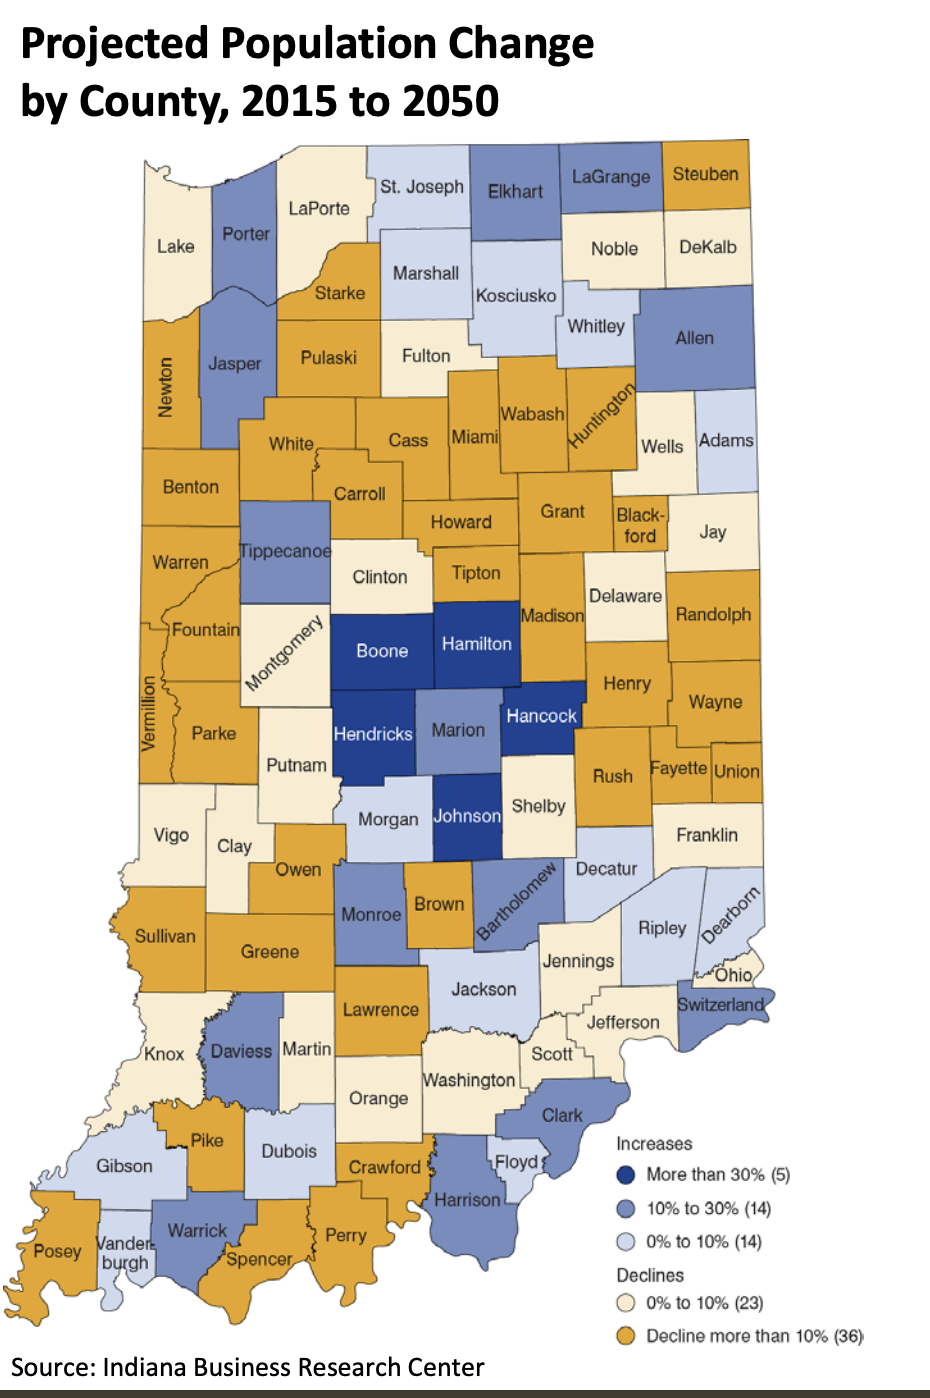 Projected Population Change
by County, 2015 to 2050
St. Joseph
Elkhart
LaGrange
Steuben
LaPorte
Lake
Porter
Noble
DeKalb
Marshall
Starke
Kosciusko
Whitley
Allen
Newton
Jasper
Pulaski
Fulton
White
Cass
Miami
Wabash
Huntington
Wells
Adams
Benton
Carroll
Howard
Grant
Black-
ford
Jay
Warren
Tippecanoe
Clinton
Tipton
Delaware
Madison
Randolph
Fountain
Montgomery
Boone
Hamilton
Henry
Wayne
Vermillion
Parke
Putnam
Hendricks
Marion
Hancock
Rush
Fayette
Union
Vigo
Clay
Morgan
Johnson
Shelby
Franklin
Owen
Decatur
Sullivan
Greene
Monroe
Brown
Bartholomew
Ripley
Dearborn
Jennings
Ohio
Lawrence
Jackson
Switzerland
Jefferson
Knox
Daviess
Martin
Scott
Orange
Washington
Clark
Pike
Dubois
Gibson
Crawford
Floyd
Harrison
Posey
Vander-
burgh
Warrick
Spencer
Perry
Increases
More than 30% (5)
10% to 30% (14)
0% to 10% (14)
Declines
0% to 10% (23)
Decline more than 10% (36)
Source: Indiana Business Research Center